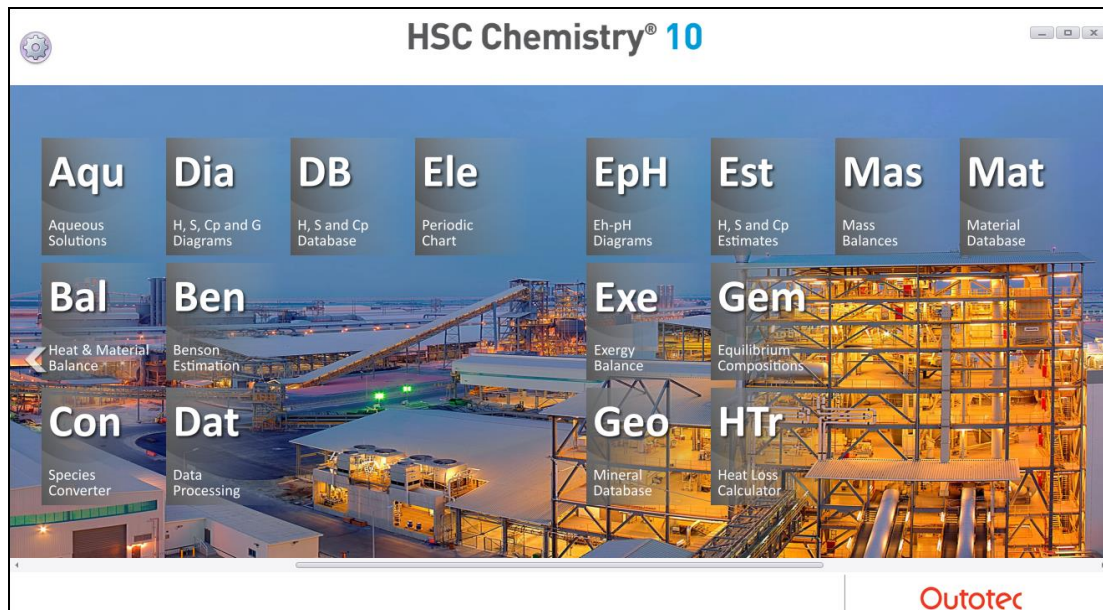 HSC Chemistry® 10
Aqu
Aqueous
Solutions
Dia
H, S, Cp and G
Diagrams
DB
H, S and Cp
Database
Ele
Periodic
Chart
EpH
Eh-pH
Diagrams
Est
H, S and Cp
Estimates
Mas
Mass
Balances
Mat
Material
Database
Bal
Heat & Material
Balance
Ben
Benson
Estimation
Exe
Exergy
Balance
Gem
Equilibrium
Compositions
Con
Species
Converter
Dat
Data
Processing
Geo
Mineral
Database
HTr
Heat Loss
Calculator
Outotec